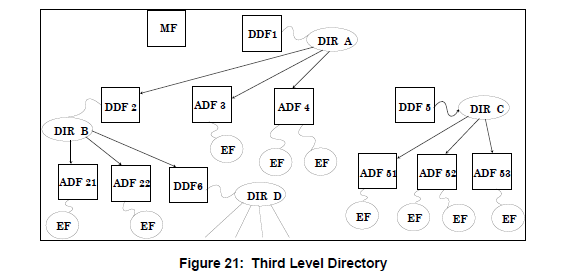 MF
DDF1
DIR A
DDF 2
ADF 3
ADF 4
DDF 5
DIR C
DIR B
EF
EF
EF
ADF 21
ADF 22
DDF6
DIR D
ADF 51
ADF 52
ADF 53
EF
EF
EF
EF
EF
EF
Figure 21: Third Level Directory